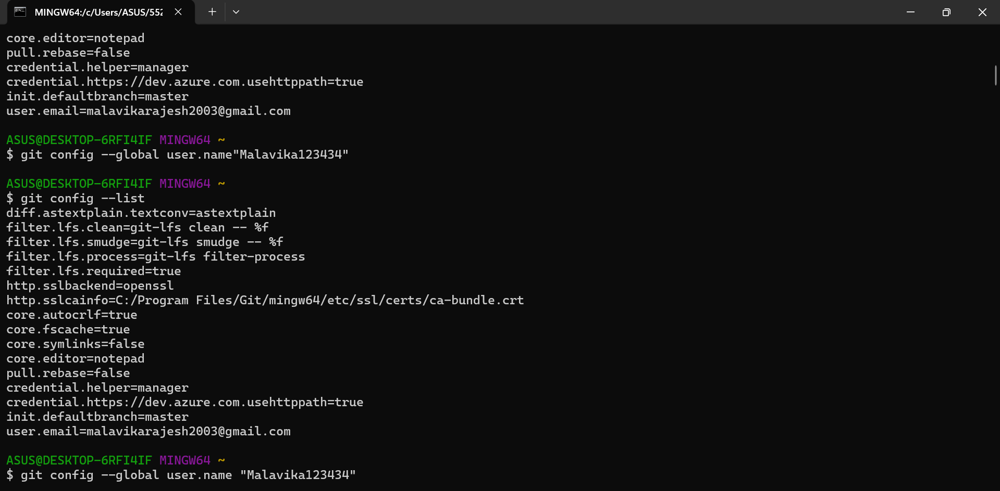 MINGW64:/c/Users/ASUS/552
core.editor=notepad
pull.rebase=false
credential.helper=manager
credential.https://dev.azure.com.usehttppath=true
init.defaultbranch=master
user.email=malavikarajesh2003@gmail.com
ASUS@DESKTOP-6RFI4IF MINGW64 ~
$ git config --global user.name"Malavika123434"
ASUS@DESKTOP-6RFI4IF MINGW64 ~
$ git config --list
diff.astextplain.textconv=astextplain
filter.lfs.clean=git-lfs clean -- %f
filter.lfs.smudge=git-lfs smudge -- %f
filter.lfs.process=git-lfs filter-process
filter.lfs.required=true
http.sslbackend=openssl
http.sslcainfo=C:/Program Files/Git/mingw64/etc/ssl/certs/ca-bundle.crt
core.autocrlf=true
core.fscache=true
core.symlinks=false
core.editor=notepad
pull.rebase=false
credential.helper=manager
credential.https://dev.azure.com.usehttppath=true
init.defaultbranch=master
user.email=malavikarajesh2003@gmail.com
ASUS@DESKTOP-6RFI4IF MINGW64 ~
$ git config --global user.name "Malavika123434"